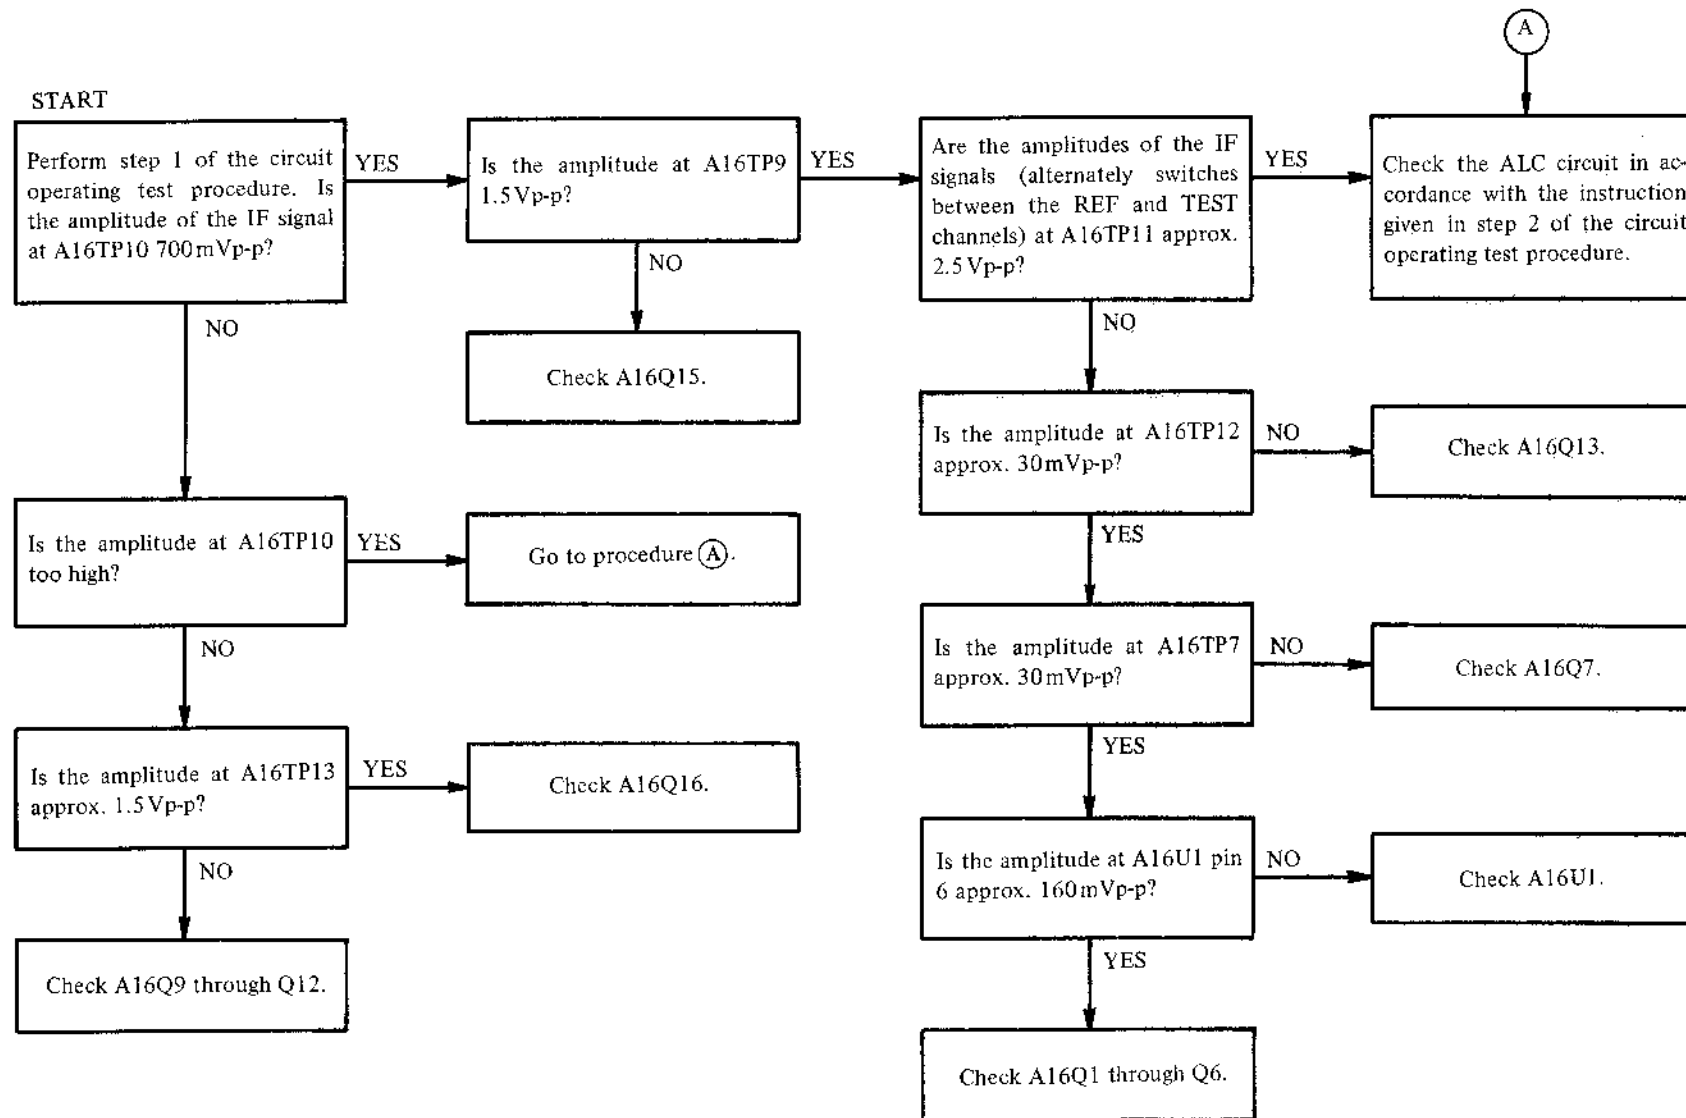 A
START
Perform step 1 of the circuit
operating test procedure. Is
the amplitude of the IF signal
at A16TP10 700mVp-p?
YES
NO
Is the amplitude at A16TP9
1.5Vp-p?
YES
NO
Check A16Q15.
Are the amplitudes of the IF
signals (alternately switches
between the REF and TEST
channels) at A16TP11 approx.
2.5Vp-p?
YES
NO
Check the ALC circuit in ac-
cordance with the instruction
given in step 2 of the circuit
operating test procedure.
Is the amplitude at A16TP12
approx. 30mVp-p?
NO
Check A16Q13.
YES
Is the amplitude at A16TP10
too high?
YES
Go to procedure A.
NO
Is the amplitude at A16TP7
approx. 30mVp-p?
NO
Check A16Q7.
YES
Is the amplitude at A16TP13
approx. 1.5Vp-p?
YES
Check A16Q16.
NO
Check A16Q9 through Q12.
Is the amplitude at A16U1 pin
6 approx. 160mVp-p?
NO
Check A16U1.
YES
Check A16Q1 through Q6.